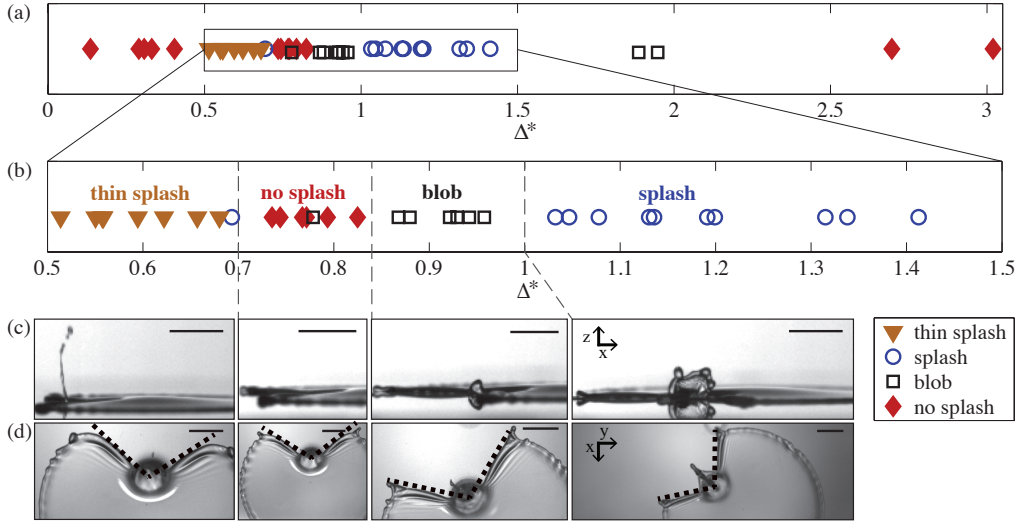 (a)
0 0.5 1 1.5 2 2.5 3
Δ*
(b)
thin splash no splash blob splash
0.5 0.6 0.7 0.8 0.9 1 1.1 1.2 1.3 1.4 1.5
Δ*
(c)
z
x
thin splash
splash
blob
no splash
(d)
y
x